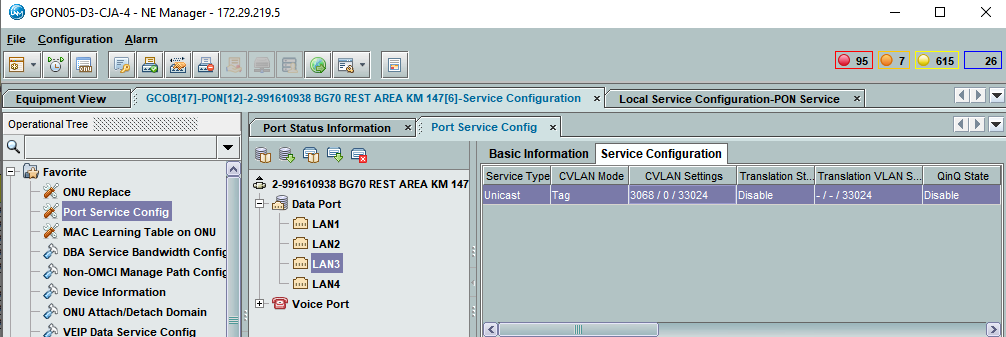 GPON05-D3-CJA-4 - NE Manager - 172.29.219.5
File Configuration Alarm
95 7 615 26
Equipment View
GCOB[17]-PON[12]-2-991610938 BG70 REST AREA KM 147[6]-Service Configuration
Local Service Configuration-PON Service
Operational Tree
Favorite
ONU Replace
Port Service Config
MAC Learning Table on ONU
DBA Service Bandwidth Config
Non-OMCI Manage Path Config
Device Information
ONU Attach/Detach Domain
VEIP Data Service Config
Port Status Information
Port Service Config
2-991610938 BG70 REST AREA KM 147
Data Port
LAN1
LAN2
LAN3
LAN4
Voice Port
Basic Information
Service Configuration
Service Type CVLAN Mode CVLAN Settings Translation St... Translation VLAN S... QinQ State
Unicast Tag 3068 / 0 / 33024 Disable - / - / 33024 Disable